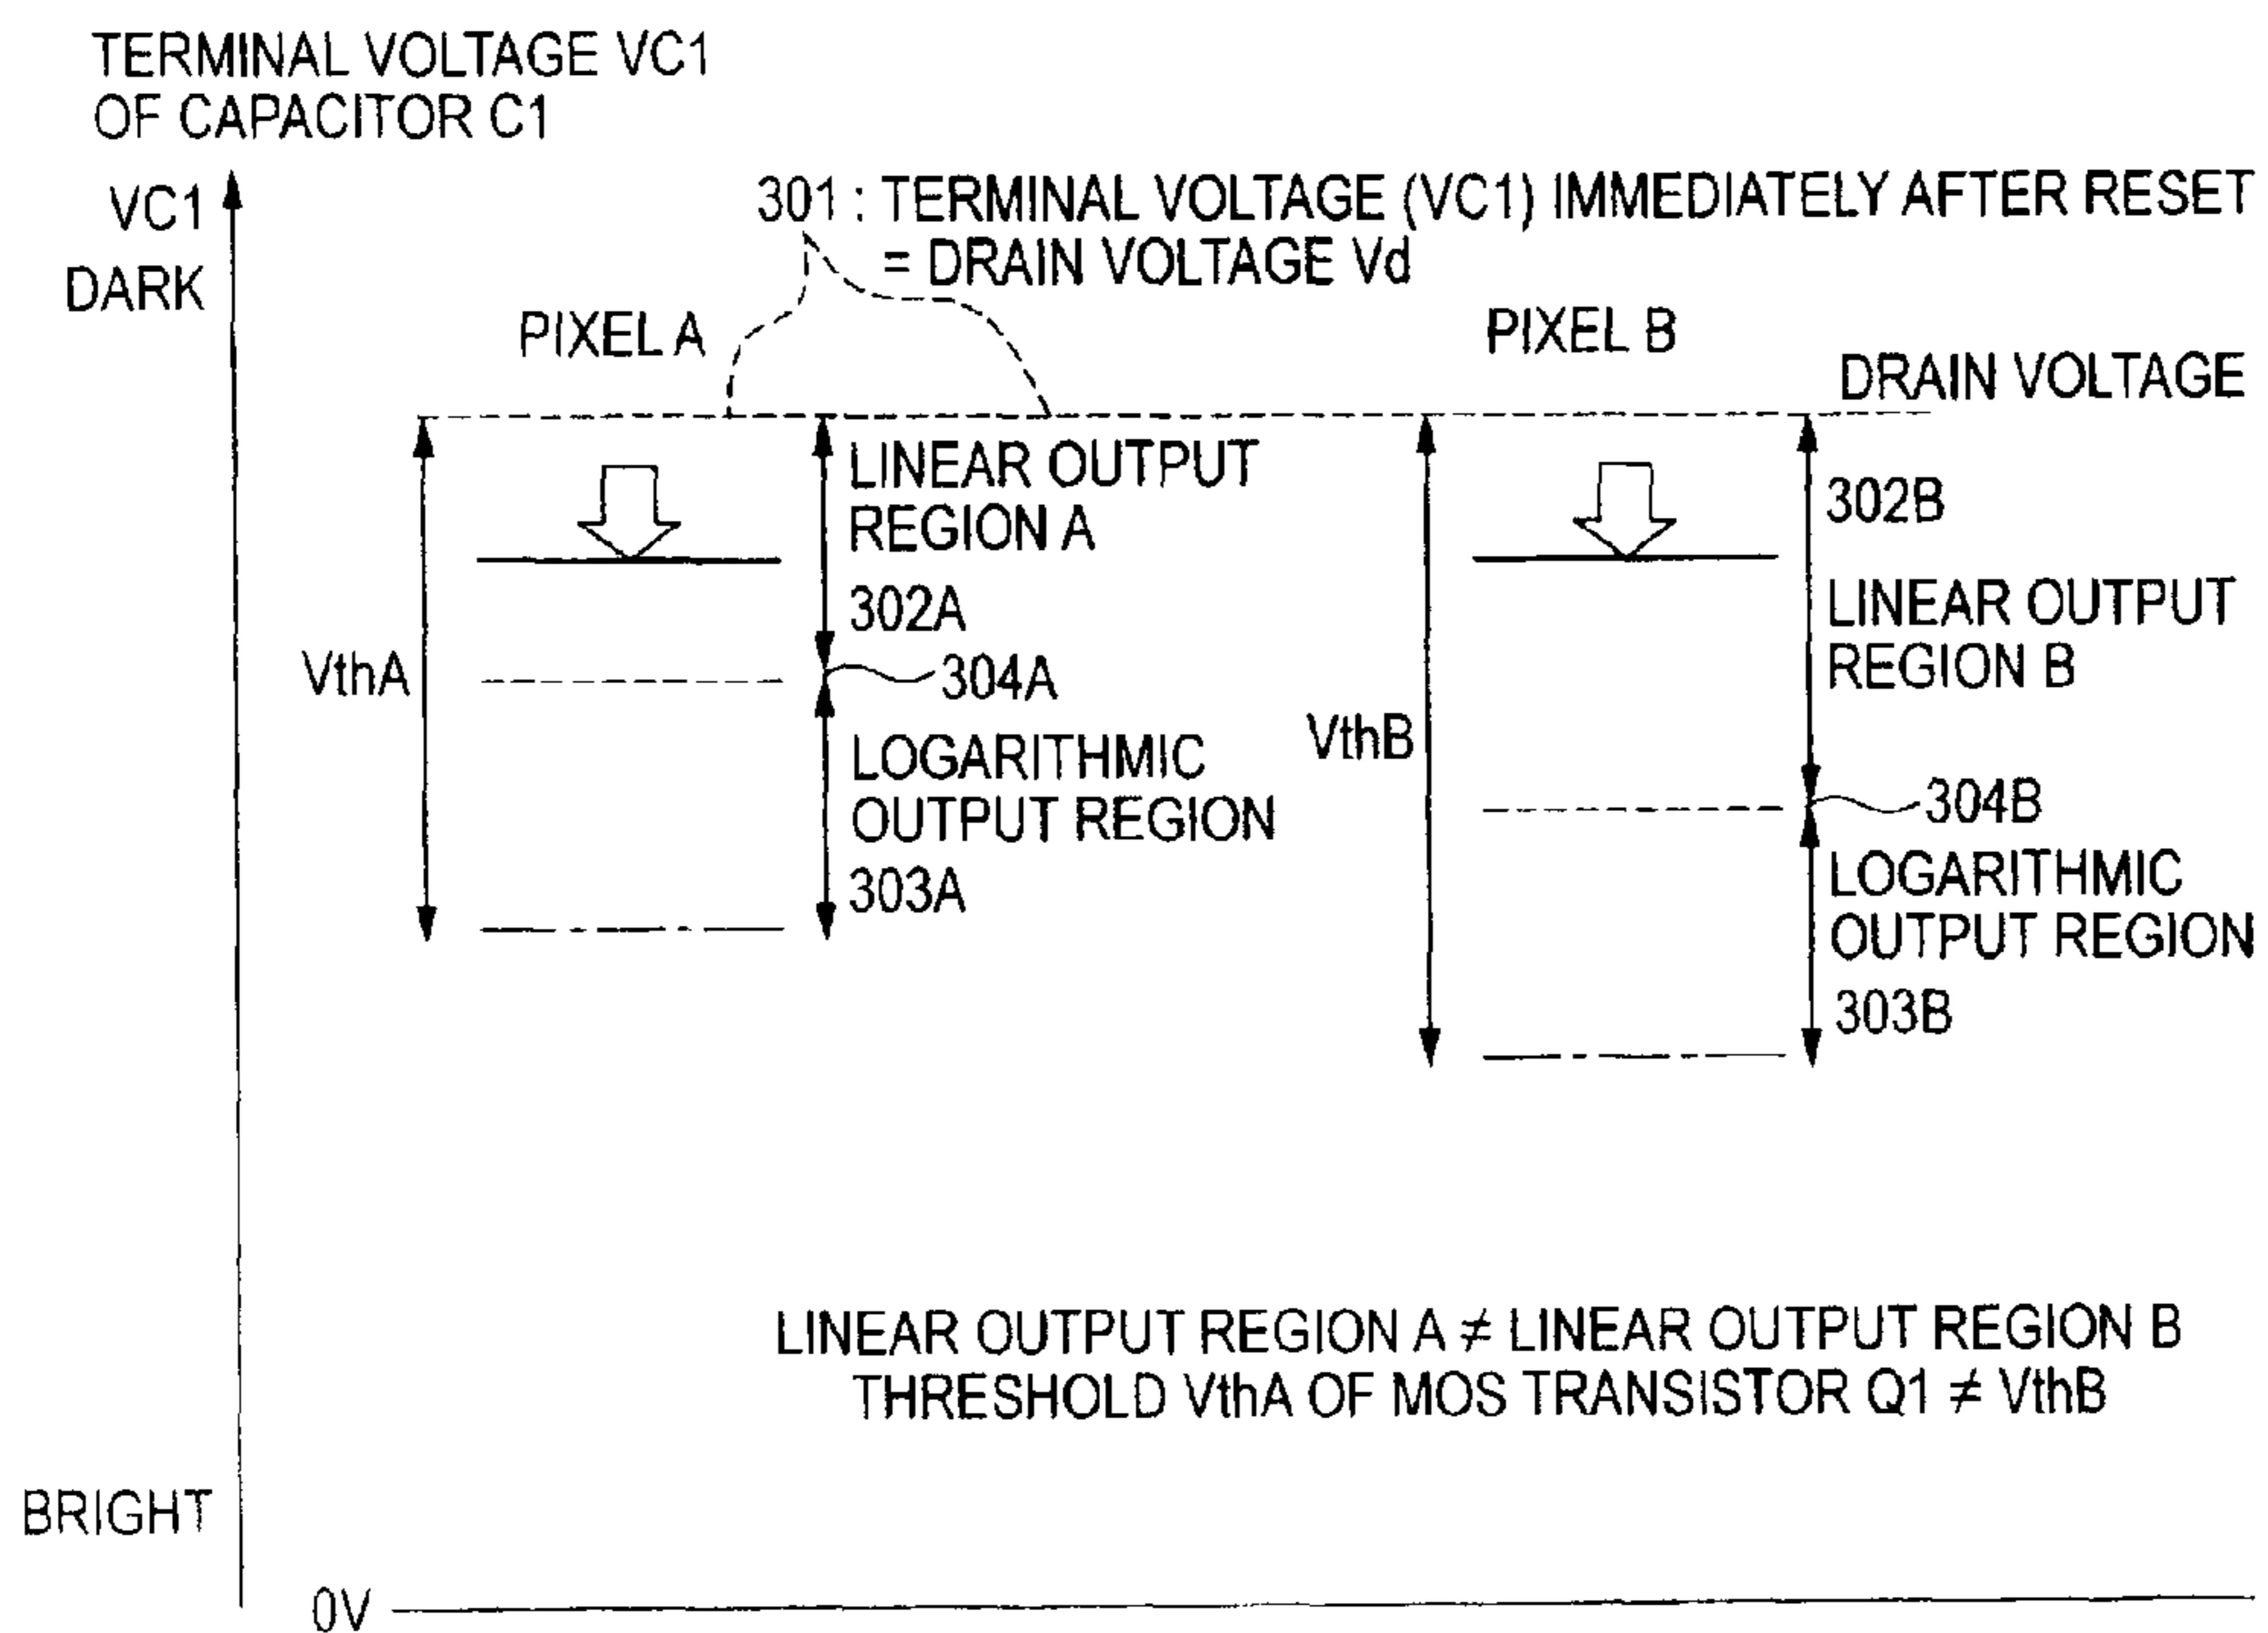 TERMINAL VOLTAGE VC1
OF CAPACITOR C1
VC1
DARK
301 : TERMINAL VOLTAGE (VC1) IMMEDIATELY AFTER RESET
= DRAIN VOLTAGE Vd
PIXEL A
PIXEL B
DRAIN VOLTAGE
LINEAR OUTPUT
REGION A
302A
304A
VthA
LOGARITHMIC
OUTPUT REGION
303A
302B
LINEAR OUTPUT
REGION B
VthB
304B
LOGARITHMIC
OUTPUT REGION
303B
LINEAR OUTPUT REGION A ≠ LINEAR OUTPUT REGION B
THRESHOLD VthA OF MOS TRANSISTOR Q1 ≠ VthB
BRIGHT
0V